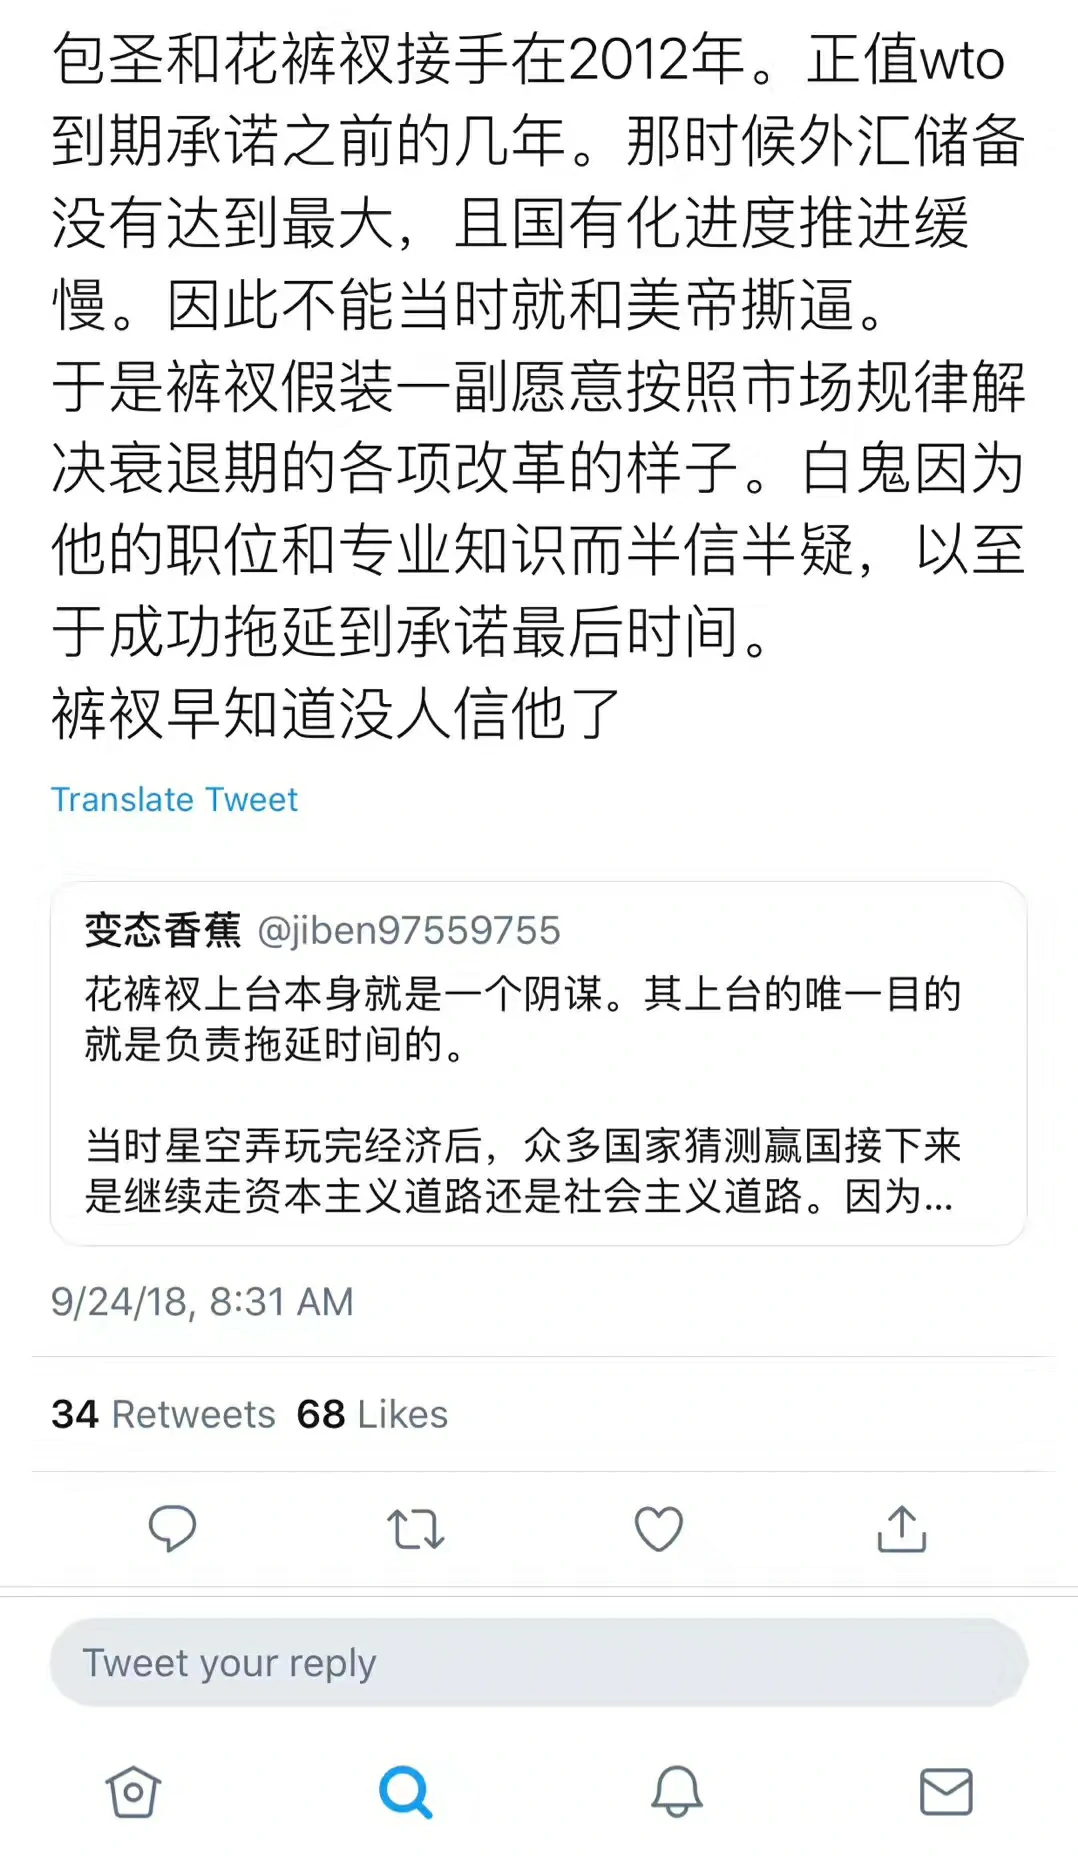 包圣和花裤衩接手在2012年。正值wto
到期承诺之前的几年。那时候外汇储备
没有达到最大，且国有化进度推进缓
慢。因此不能当时就和美帝撕逼。
于是裤衩假装一副愿意按照市场规律解
决衰退期的各项改革的样子。白鬼因为
他的职位和专业知识而半信半疑，以至
于成功拖延到承诺最后时间。
裤衩早知道没人信他了
Translate Tweet
变态香蕉 @jiben97559755
花裤衩上台本身就是一个阴谋。其上台的唯一目的
就是负责拖延时间的。
当时星空弄玩完经济后，众多国家猜测赢国接下来
是继续走资本主义道路还是社会主义道路。因为...
9/24/18, 8:31 AM
34 Retweets 68 Likes
Tweet your reply